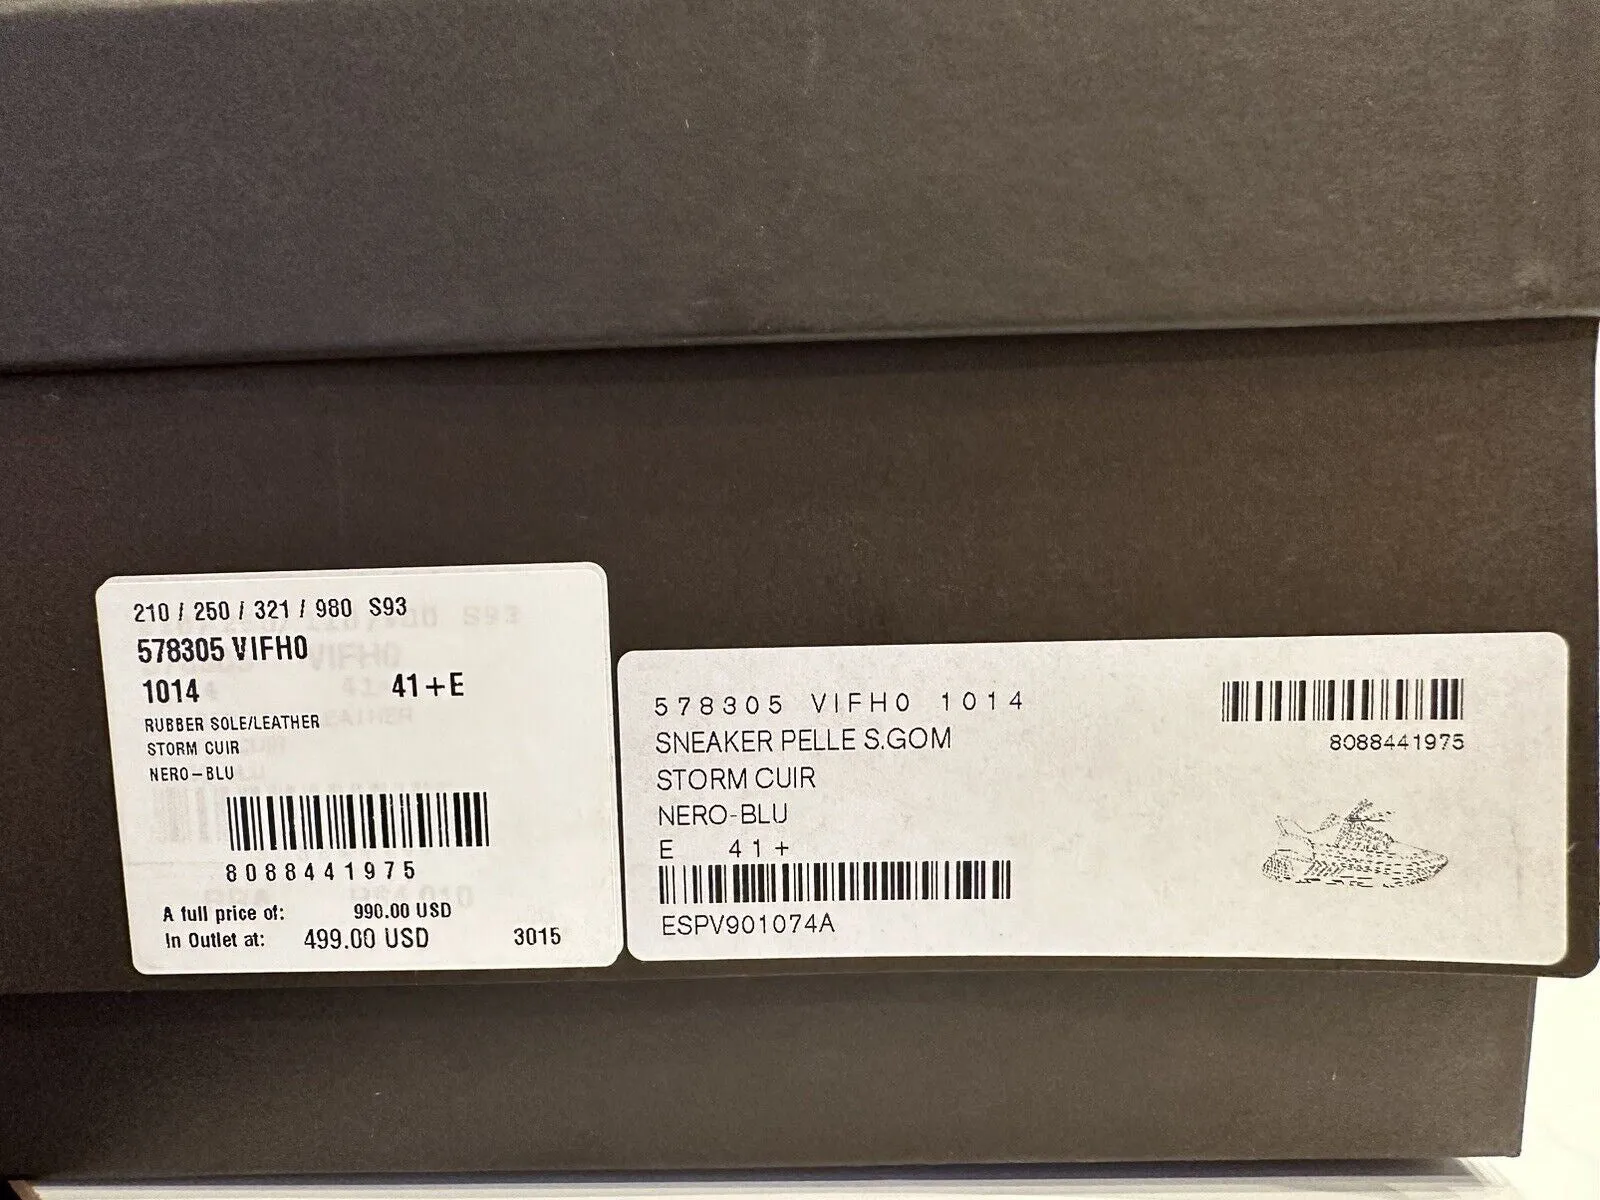 210 / 250 / 321 / 980 S93
578305 VIFH0
1014 41+E
RUBBER SOLE/LEATHER
STORM CUIR
NERO-BLU
8088441975
A full price of: 990.00 USD
In Outlet at: 499.00 USD 3015
578305 VIFH0 1014
SNEAKER PELLE S.GOM
STORM CUIR
NERO-BLU
E 41+
ESPV901074A
8088441975